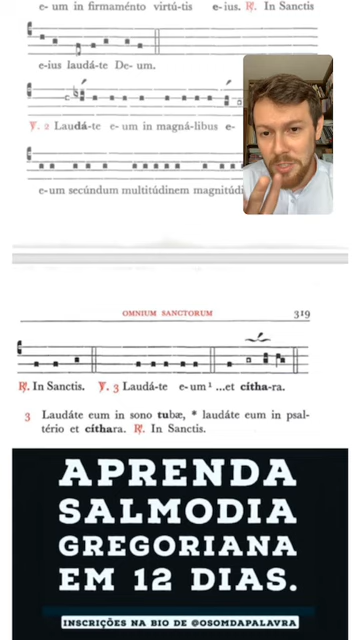 e- um in firmaménto virtú-tis e-ius. ℟. In Sanctis
e-ius laudá-te De- um.
℣. 2 Laudá-te e- um in magná-libus e-
e-um secúndum multitúdinem magnitúdi
OMNIUM SANCTORUM 319
℟. In Sanctis. ℣. 3 Laudá-te e-um ¹ ...et cítha-ra.
3 Laudáte eum in sono tubæ, * laudáte eum in psal-
tério et cíthara. ℟. In Sanctis.
APRENDA
SALMODIA
GREGORIANA
EM 12 DIAS.
INSCRIÇÕES NA BIO DE @OSOMDAPALAVRA